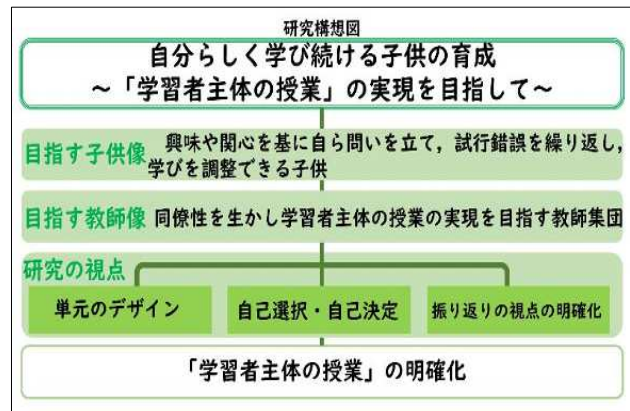 研究構想図
自分らしく学び続ける子供の育成
～「学習者主体の授業」の実現を目指して～
目指す子供像
興味や関心を基に自ら問いを立て，試行錯誤を繰り返し，
学びを調整できる子供
目指す教師像
同僚性を生かし学習者主体の授業の実現を目指す教師集団
研究の視点
単元のデザイン
自己選択・自己決定
振り返りの視点の明確化
「学習者主体の授業」の明確化